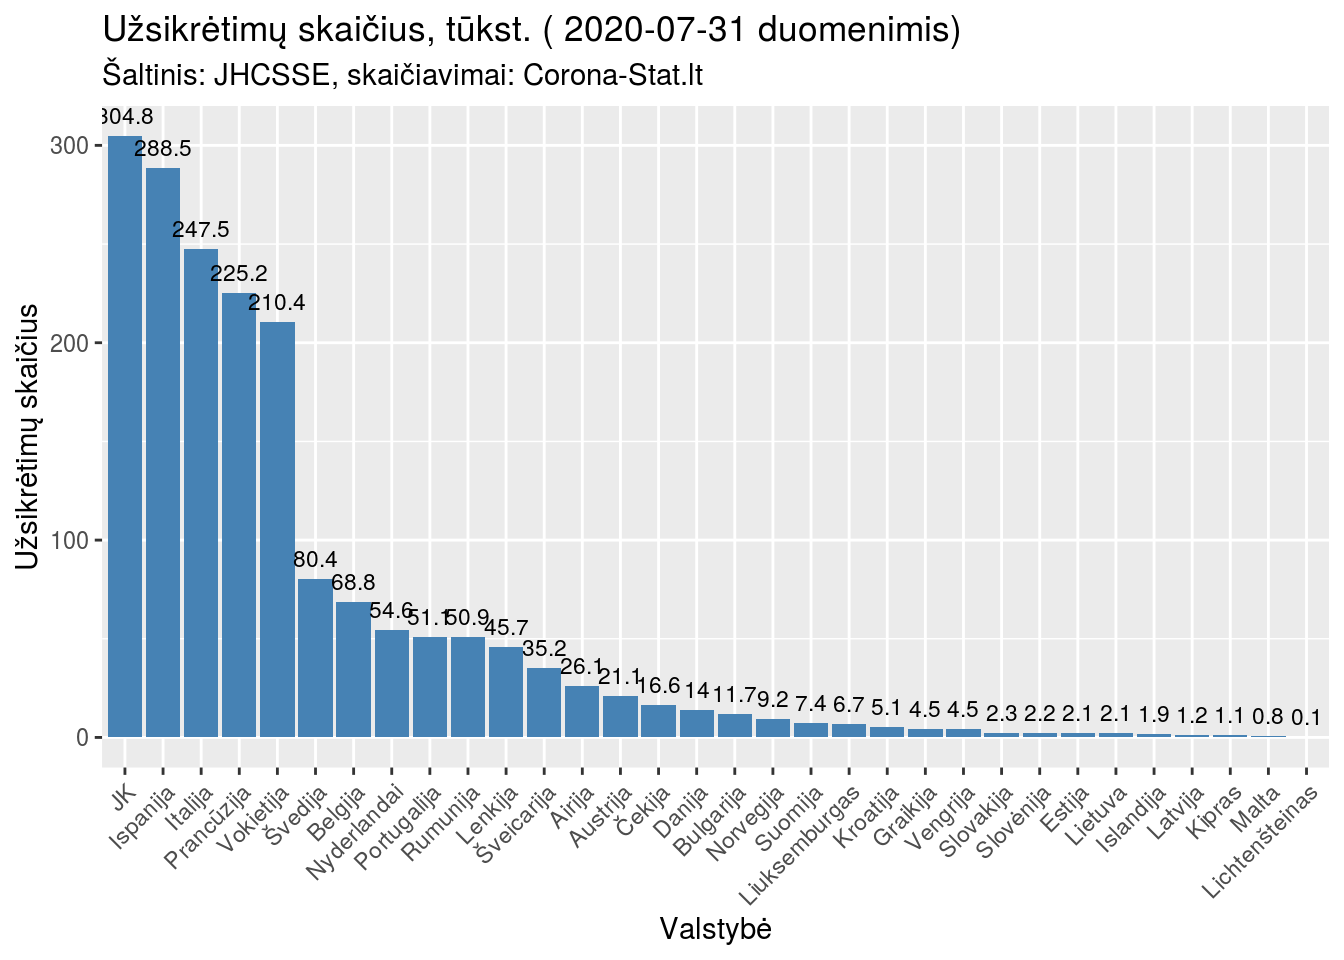 Užsikrėtimų skaičius, tūkst. ( 2020-07-31 duomenimis)
Šaltinis: JHCSSE, skaičiavimai: Corona-Stat.lt
Užsikrėtimų skaičius
300
200
100
0
304.8
288.5
247.5
225.2
210.4
80.4
68.8
54.6
51.1
50.9
45.7
35.2
26.1
21.1
16.6
14
11.7
9.2
7.4
6.7
5.1
4.5
4.5
2.3
2.2
2.1
2.1
1.9
1.2
1.1
0.8
0.1
JK
Ispanija
Italija
Prancūzija
Vokietija
Švedija
Belgija
Nyderlandai
Portugalija
Rumunija
Lenkija
Šveicarija
Airija
Austrija
Čekija
Danija
Bulgarija
Norvegija
Suomija
Liuksemburgas
Kroatija
Graikija
Vengrija
Slovakija
Slovėnija
Estija
Lietuva
Islandija
Latvija
Kipras
Malta
Lichtenšteinas
Valstybė